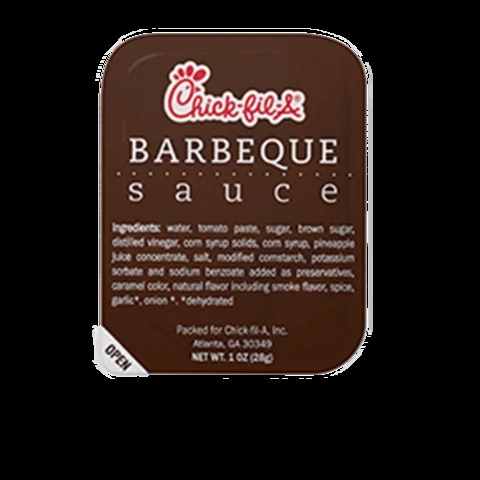 Chick-fil-A®
BARBEQUE
sauce
Ingredients: water, tomato paste, sugar, brown sugar,
distilled vinegar, corn syrup solids, corn syrup, pineapple
juice concentrate, salt, modified cornstarch, potassium
sorbate and sodium benzoate added as preservatives,
caramel color, natural flavor including smoke flavor, spice,
garlic*, onion *. *dehydrated
Packed for Chick-fil-A, Inc.
Atlanta, GA 30349
NET WT. 1 OZ (28g)
OPEN